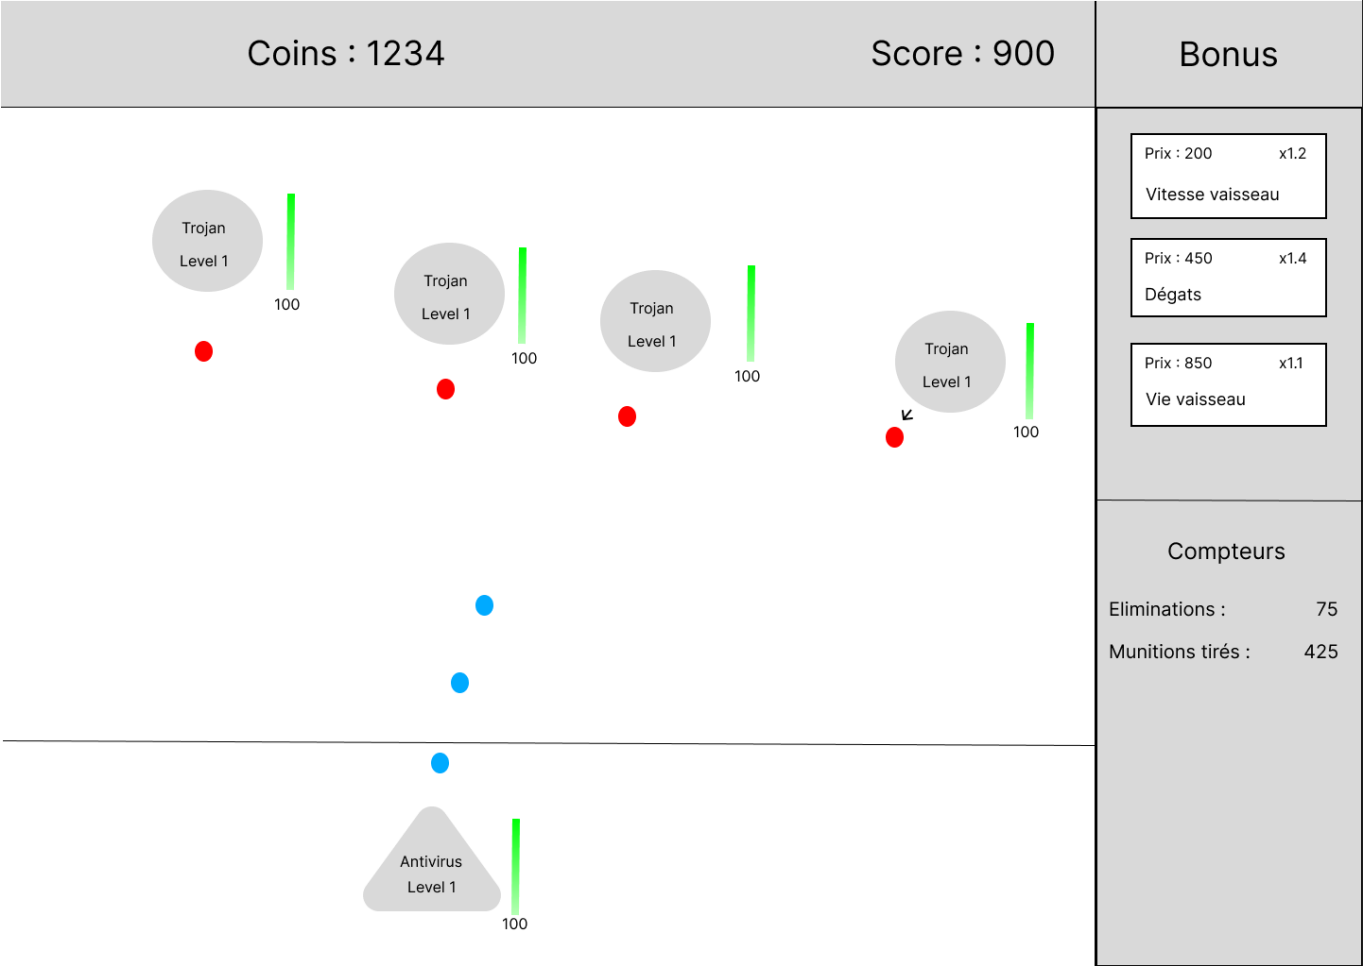 Coins : 1234
Score : 900
Bonus
Prix : 200 x1.2
Vitesse vaisseau
Prix : 450 x1.4
Dégats
Prix : 850 x1.1
Vie vaisseau
Trojan
Level 1
100
Trojan
Level 1
100
Trojan
Level 1
100
Trojan
Level 1
100
Compteurs
Eliminations : 75
Munitions tirés : 425
Antivirus
Level 1
100